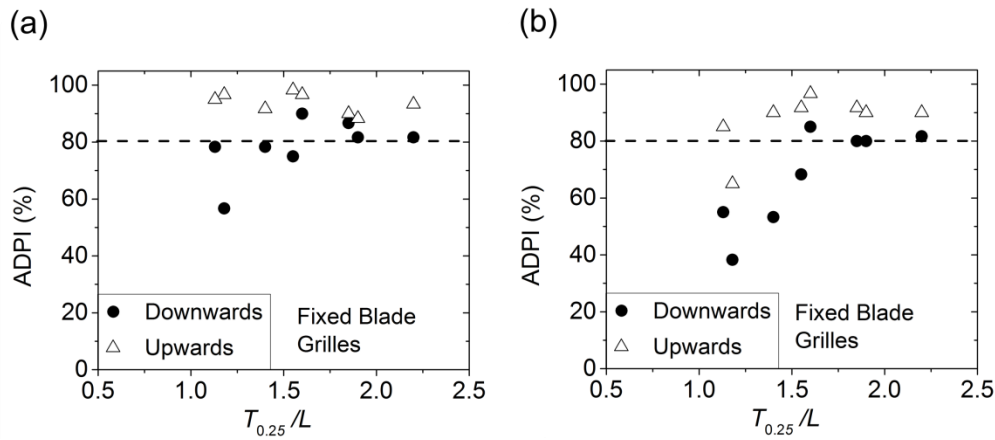 (a)
ADPI (%)
100
80
60
40
20
0
Downwards
Upwards
Fixed Blade
Grilles
0.5 1.0 1.5 2.0 2.5
T0.25 /L
(b)
ADPI (%)
100
80
60
40
20
0
Downwards
Upwards
Fixed Blade
Grilles
0.5 1.0 1.5 2.0 2.5
T0.25 /L